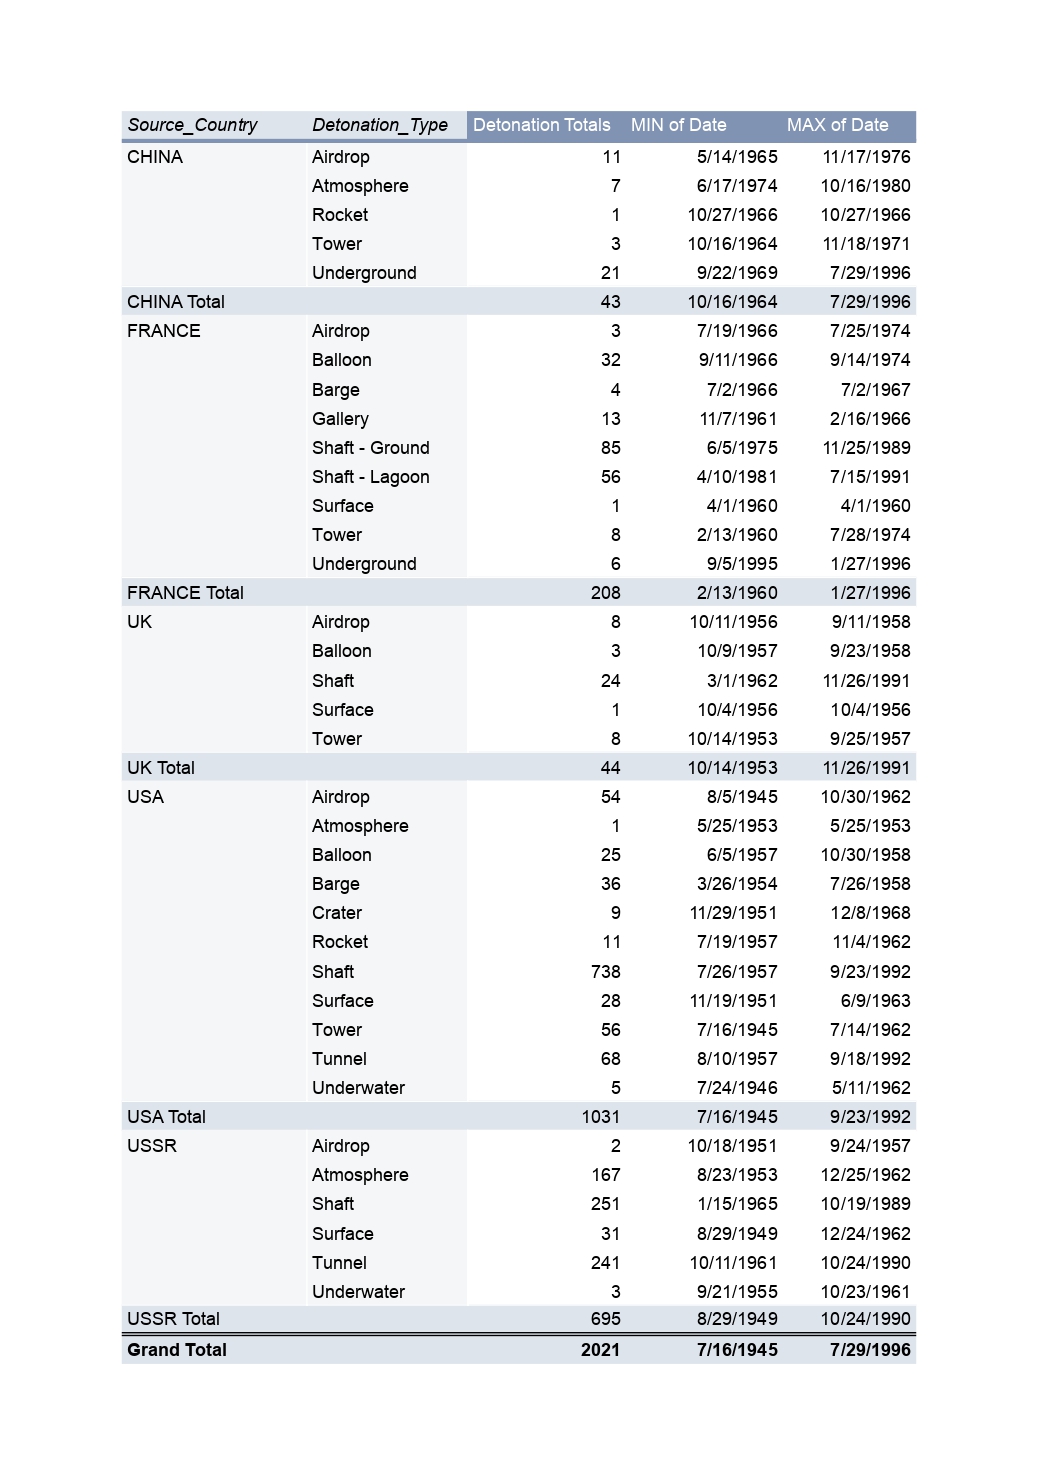 Source_Country Detonation_Type Detonation Totals MIN of Date MAX of Date
CHINA Airdrop 11 5/14/1965 11/17/1976
Atmosphere 7 6/17/1974 10/16/1980
Rocket 1 10/27/1966 10/27/1966
Tower 3 10/16/1964 11/18/1971
Underground 21 9/22/1969 7/29/1996
CHINA Total 43 10/16/1964 7/29/1996
FRANCE Airdrop 3 7/19/1966 7/25/1974
Balloon 32 9/11/1966 9/14/1974
Barge 4 7/2/1966 7/2/1967
Gallery 13 11/7/1961 2/16/1966
Shaft - Ground 85 6/5/1975 11/25/1989
Shaft - Lagoon 56 4/10/1981 7/15/1991
Surface 1 4/1/1960 4/1/1960
Tower 8 2/13/1960 7/28/1974
Underground 6 9/5/1995 1/27/1996
FRANCE Total 208 2/13/1960 1/27/1996
UK Airdrop 8 10/11/1956 9/11/1958
Balloon 3 10/9/1957 9/23/1958
Shaft 24 3/1/1962 11/26/1991
Surface 1 10/4/1956 10/4/1956
Tower 8 10/14/1953 9/25/1957
UK Total 44 10/14/1953 11/26/1991
USA Airdrop 54 8/5/1945 10/30/1962
Atmosphere 1 5/25/1953 5/25/1953
Balloon 25 6/5/1957 10/30/1958
Barge 36 3/26/1954 7/26/1958
Crater 9 11/29/1951 12/8/1968
Rocket 11 7/19/1957 11/4/1962
Shaft 738 7/26/1957 9/23/1992
Surface 28 11/19/1951 6/9/1963
Tower 56 7/16/1945 7/14/1962
Tunnel 68 8/10/1957 9/18/1992
Underwater 5 7/24/1946 5/11/1962
USA Total 1031 7/16/1945 9/23/1992
USSR Airdrop 2 10/18/1951 9/24/1957
Atmosphere 167 8/23/1953 12/25/1962
Shaft 251 1/15/1965 10/19/1989
Surface 31 8/29/1949 12/24/1962
Tunnel 241 10/11/1961 10/24/1990
Underwater 3 9/21/1955 10/23/1961
USSR Total 695 8/29/1949 10/24/1990
Grand Total 2021 7/16/1945 7/29/1996